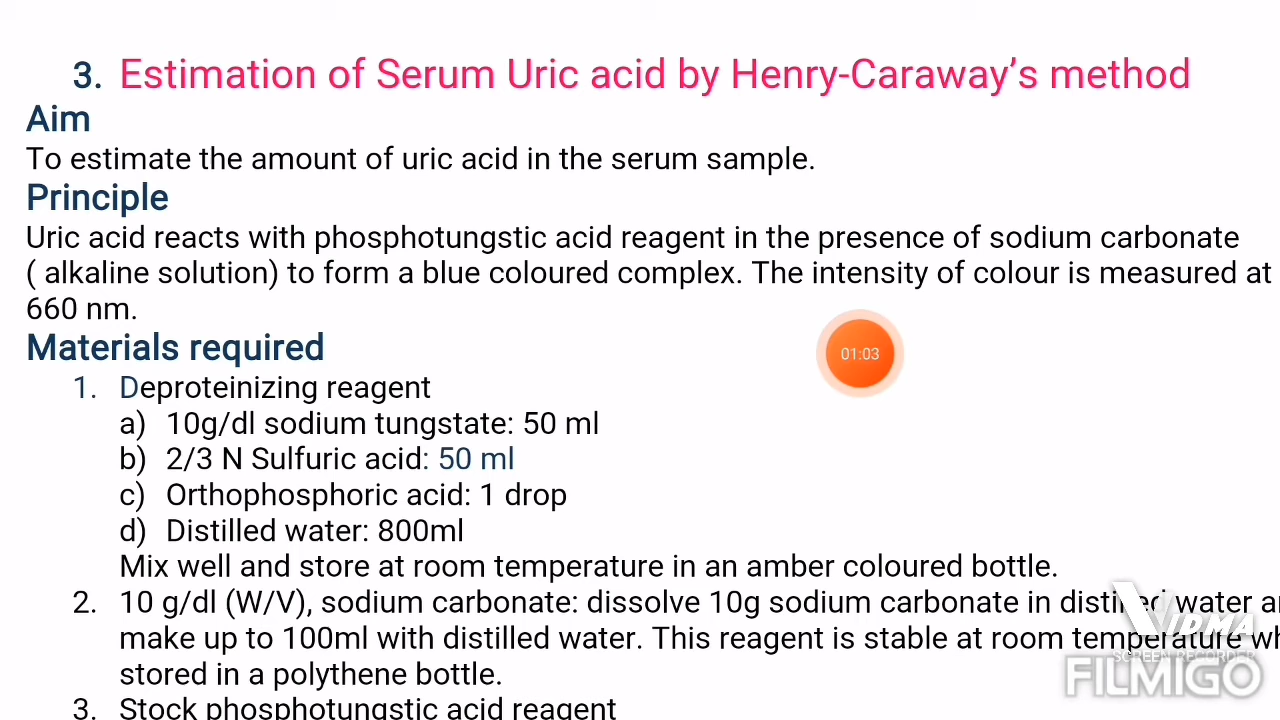 3. Estimation of Serum Uric acid by Henry-Caraway's method
Aim
To estimate the amount of uric acid in the serum sample.
Principle
Uric acid reacts with phosphotungstic acid reagent in the presence of sodium carbonate
( alkaline solution) to form a blue coloured complex. The intensity of colour is measured at
660 nm.
01:03
Materials required
1. Deproteinizing reagent
a) 10g/dl sodium tungstate: 50 ml
b) 2/3 N Sulfuric acid: 50 ml
c) Orthophosphoric acid: 1 drop
d) Distilled water: 800ml
Mix well and store at room temperature in an amber coloured bottle.
2. 10 g/dl (W/V), sodium carbonate: dissolve 10g sodium carbonate in distilled water
make up to 100ml with distilled water. This reagent is stable at room temperature
stored in a polythene bottle.
3. Stock phosphotungstic acid reagent
VIDMA
SCREEN RECORDER
FILMIGO